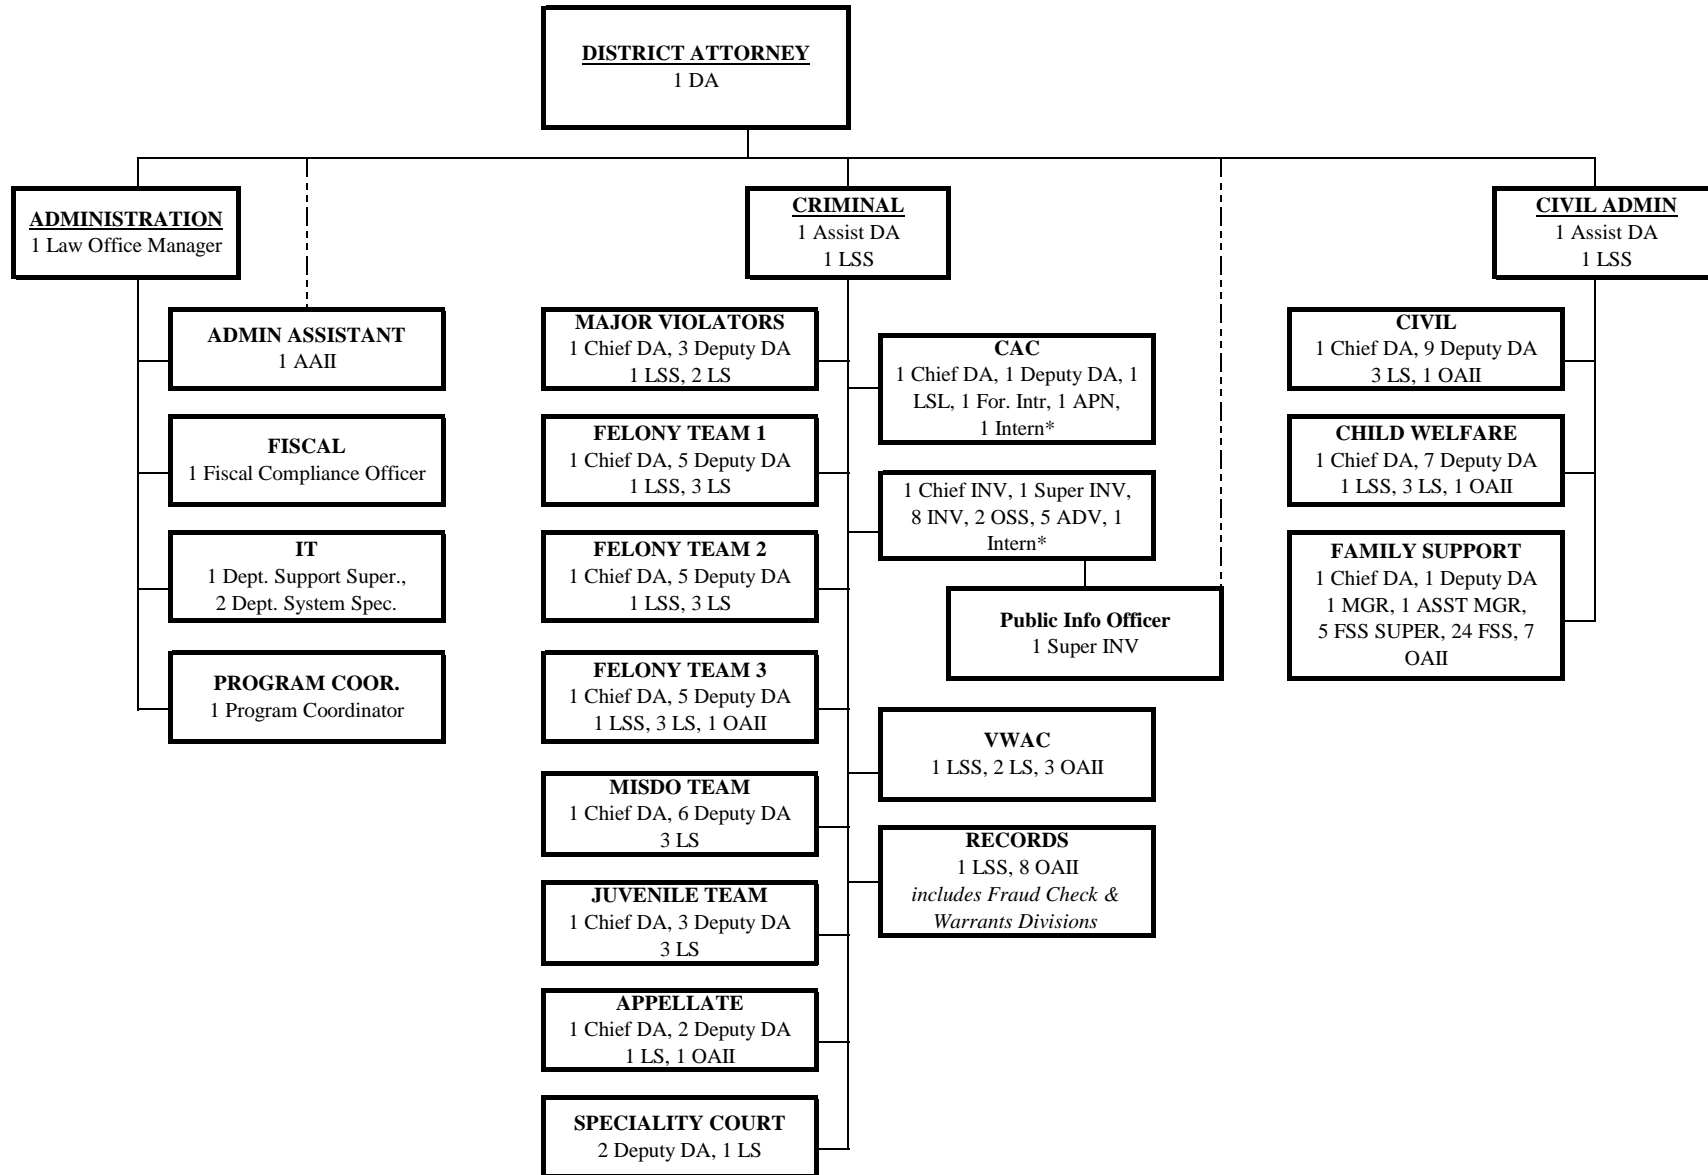 DISTRICT ATTORNEY
1 DA
ADMINISTRATION
1 Law Office Manager
CRIMINAL
1 Assist DA
1 LSS
CIVIL ADMIN
1 Assist DA
1 LSS
ADMIN ASSISTANT
1 AAII
FISCAL
1 Fiscal Compliance Officer
IT
1 Dept. Support Super.,
2 Dept. System Spec.
PROGRAM COOR.
1 Program Coordinator
MAJOR VIOLATORS
1 Chief DA, 3 Deputy DA
1 LSS, 2 LS
FELONY TEAM 1
1 Chief DA, 5 Deputy DA
1 LSS, 3 LS
FELONY TEAM 2
1 Chief DA, 5 Deputy DA
1 LSS, 3 LS
FELONY TEAM 3
1 Chief DA, 5 Deputy DA
1 LSS, 3 LS, 1 OAII
MISDO TEAM
1 Chief DA, 6 Deputy DA
3 LS
JUVENILE TEAM
1 Chief DA, 3 Deputy DA
3 LS
APPELLATE
1 Chief DA, 2 Deputy DA
1 LS, 1 OAII
SPECIALITY COURT
2 Deputy DA, 1 LS
CAC
1 Chief DA, 1 Deputy DA, 1
LSL, 1 For. Intr, 1 APN,
1 Intern*
1 Chief INV, 1 Super INV,
8 INV, 2 OSS, 5 ADV, 1
Intern*
Public Info Officer
1 Super INV
VWAC
1 LSS, 2 LS, 3 OAII
RECORDS
1 LSS, 8 OAII
includes Fraud Check &
Warrants Divisions
CIVIL
1 Chief DA, 9 Deputy DA
3 LS, 1 OAII
CHILD WELFARE
1 Chief DA, 7 Deputy DA
1 LSS, 3 LS, 1 OAII
FAMILY SUPPORT
1 Chief DA, 1 Deputy DA
1 MGR, 1 ASST MGR,
5 FSS SUPER, 24 FSS, 7
OAII